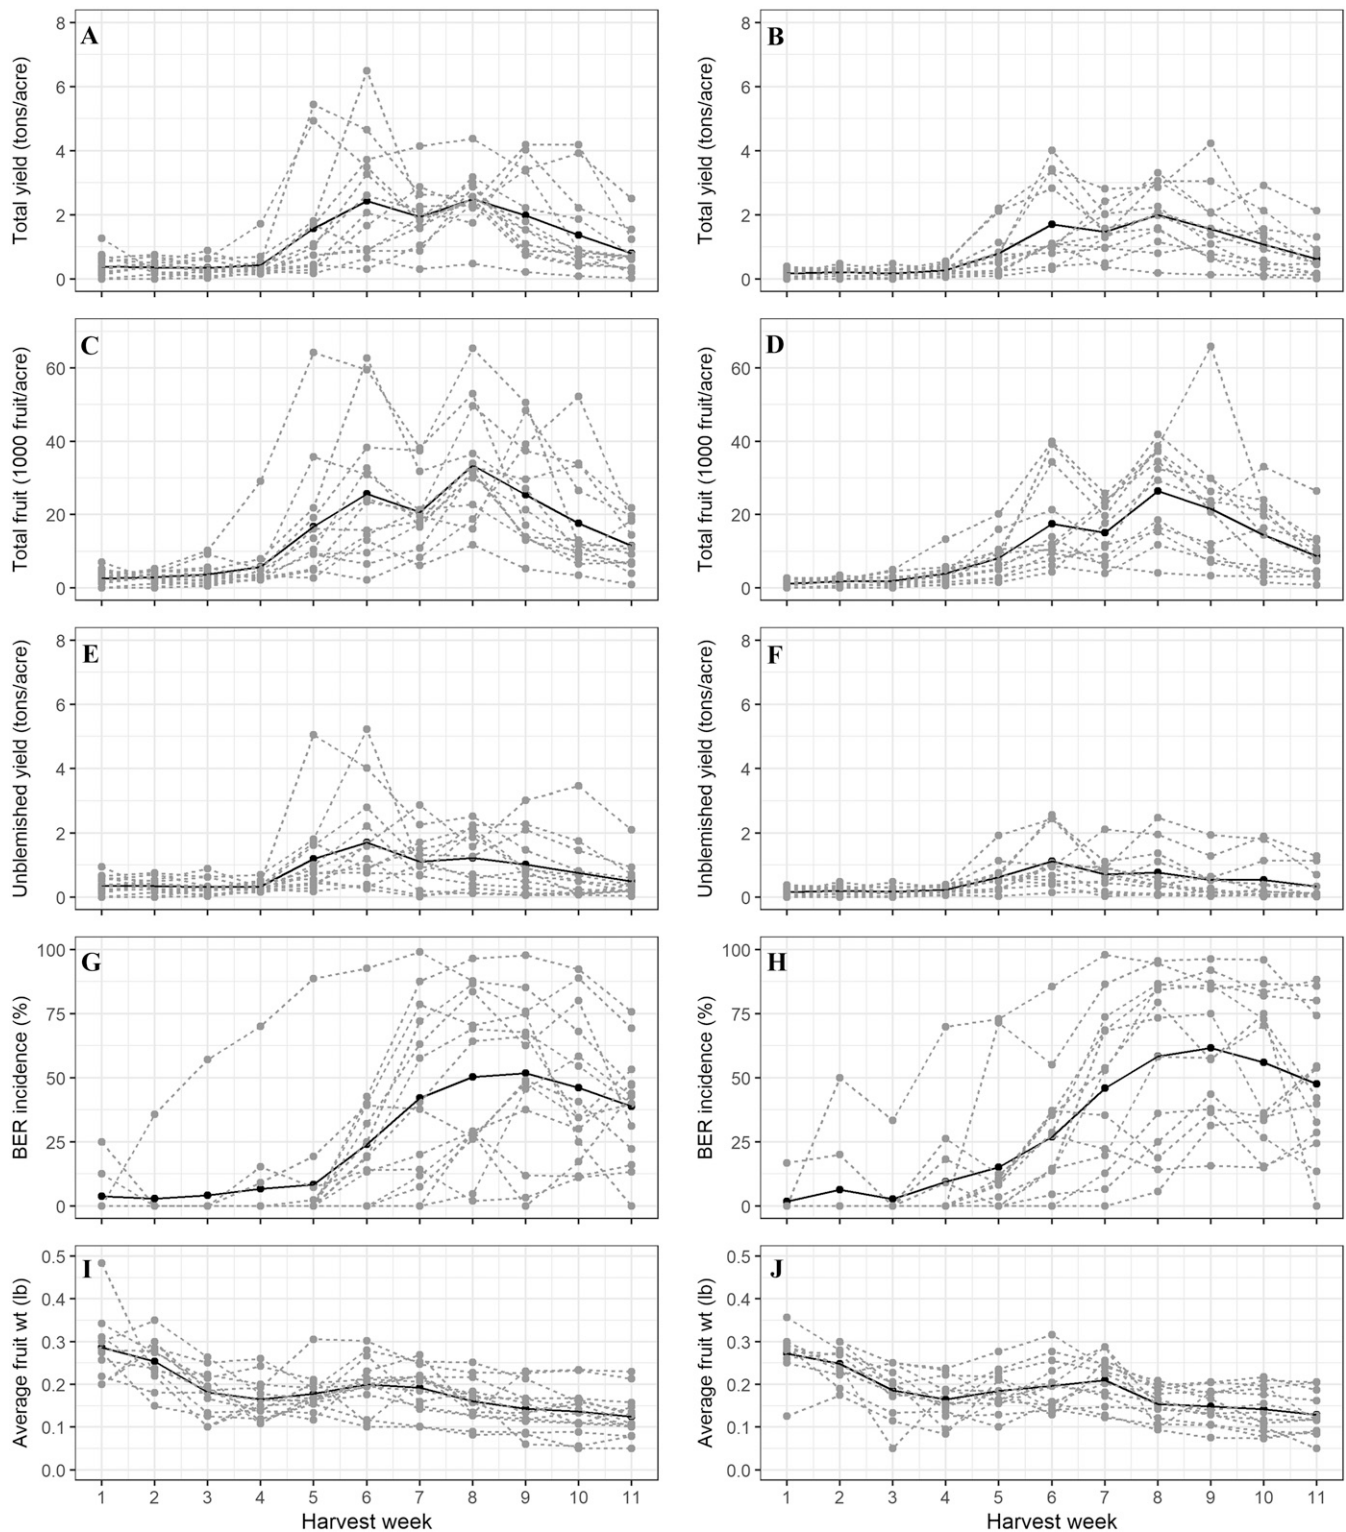 A
B
Total yield (tons/acre)
8
6
4
2
0
Total yield (tons/acre)
8
6
4
2
0
C
D
Total fruit (1000 fruit/acre)
60
40
20
0
Total fruit (1000 fruit/acre)
60
40
20
0
E
F
Unblemished yield (tons/acre)
8
6
4
2
0
Unblemished yield (tons/acre)
8
6
4
2
0
G
H
BER incidence (%)
100
75
50
25
0
BER incidence (%)
100
75
50
25
0
I
J
Average fruit wt (lb)
0.5
0.4
0.3
0.2
0.1
0.0
Average fruit wt (lb)
0.5
0.4
0.3
0.2
0.1
0.0
1 2 3 4 5 6 7 8 9 10 11
1 2 3 4 5 6 7 8 9 10 11
Harvest week
Harvest week